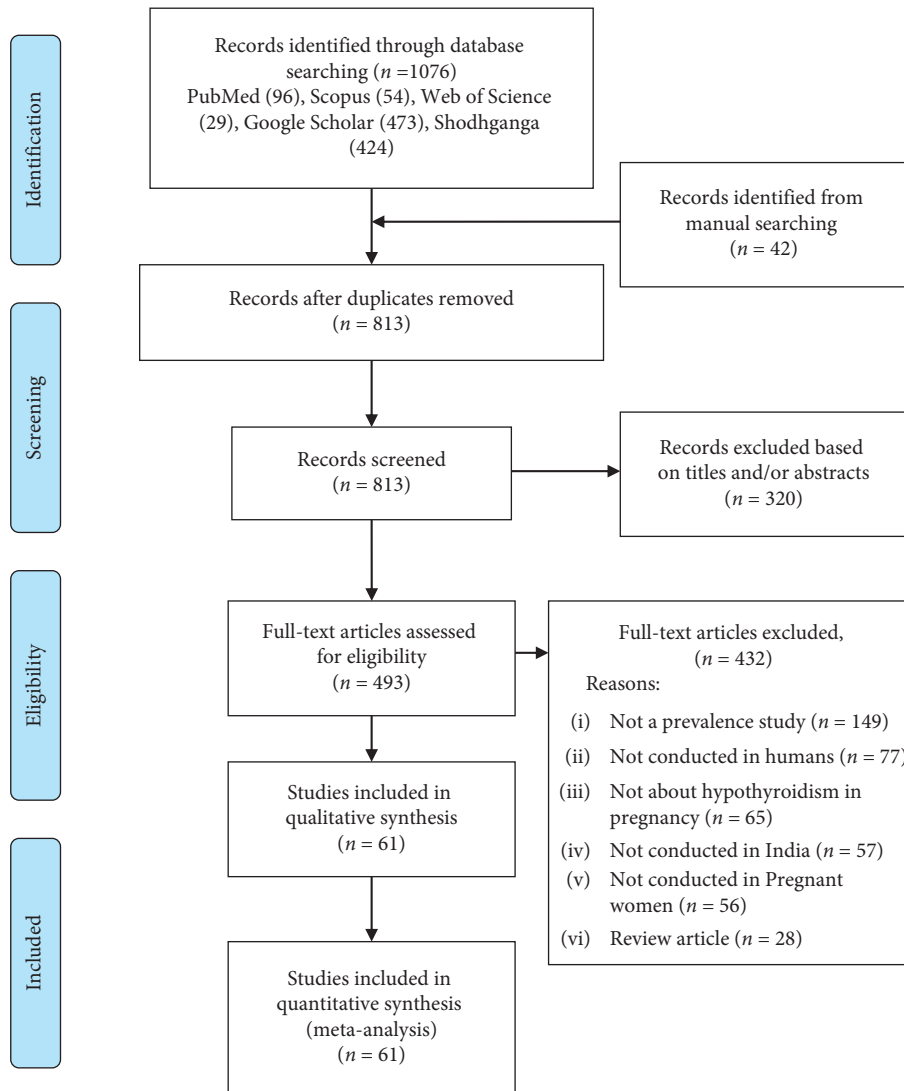 Identification
Records identified through database
searching (n =1076)
PubMed (96), Scopus (54), Web of Science
(29), Google Scholar (473), Shodhganga
(424)
Records identified from
manual searching
(n = 42)
Records after duplicates removed
(n = 813)
Screening
Records screened
(n = 813)
Records excluded based
on titles and/or abstracts
(n = 320)
Eligibility
Full-text articles assessed
for eligibility
(n = 493)
Full-text articles excluded,
(n = 432)
Reasons:
(i) Not a prevalence study (n = 149)
(ii) Not conducted in humans (n = 77)
(iii) Not about hypothyroidism in
pregnancy (n = 65)
(iv) Not conducted in India (n = 57)
(v) Not conducted in Pregnant
women (n = 56)
(vi) Review article (n = 28)
Studies included in
qualitative synthesis
(n = 61)
Included
Studies included in
quantitative synthesis
(meta-analysis)
(n = 61)